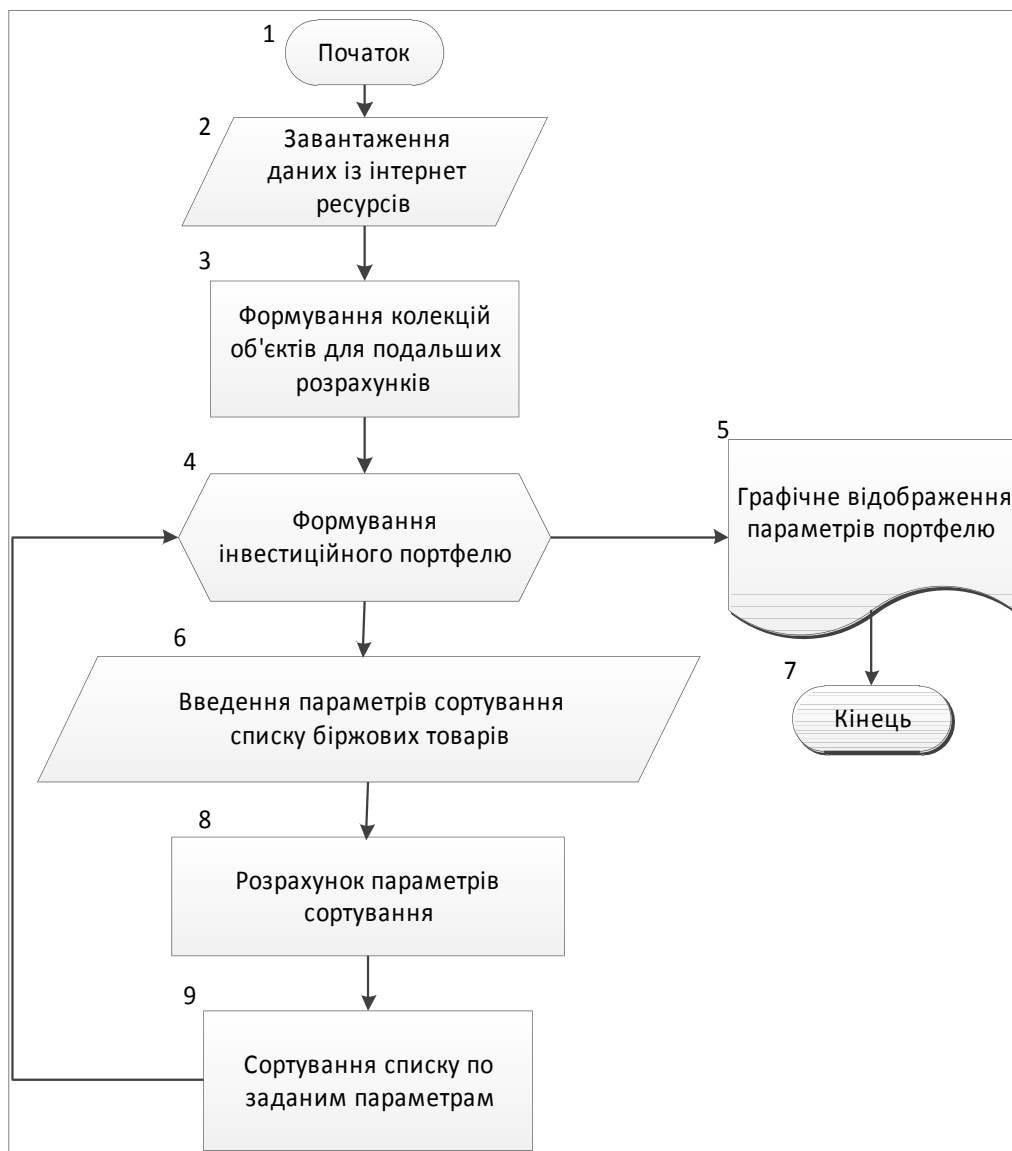 1
Початок
2
Завантаження
даних із інтернет
ресурсів
3
Формування колекцій
об'єктів для подальших
розрахунків
4
Формування
інвестиційного портфелю
5
Графічне відображення
параметрів портфелю
6
Введення параметрів сортування
списку біржових товарів
7
Кінець
8
Розрахунок параметрів
сортування
9
Сортування списку по
заданим параметрам